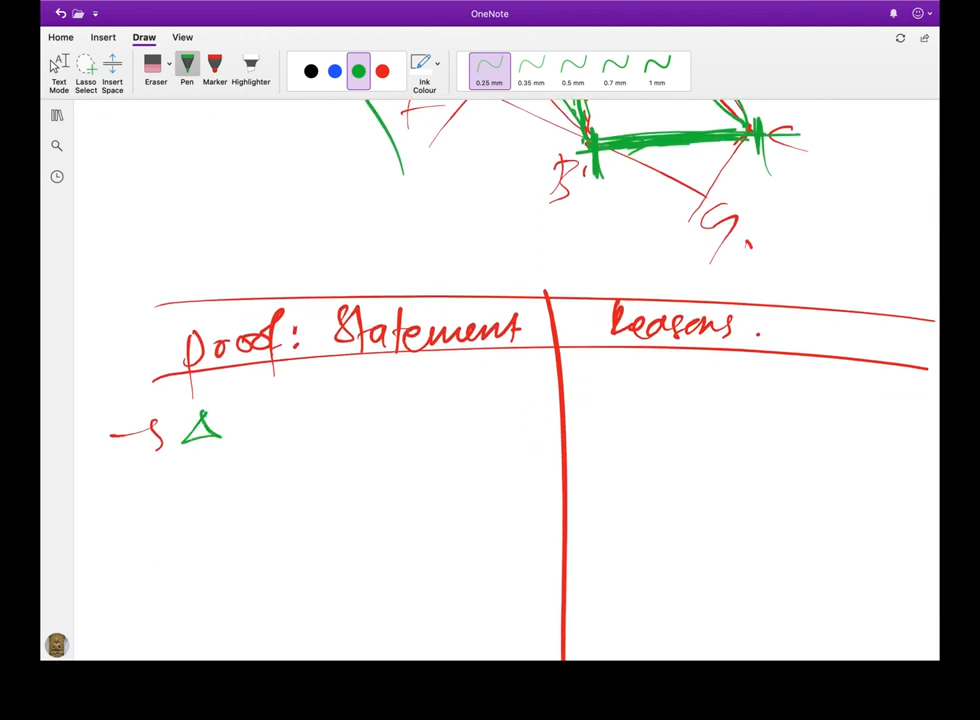 OneNote
Home Insert Draw View
Text Mode Lasso Select Insert Space Eraser Pen Marker Highlighter Ink Colour 0.25 mm 0.35 mm 0.5 mm 0.7 mm 1 mm
F
B C
G
Proof: Statement Reasons.
→ △